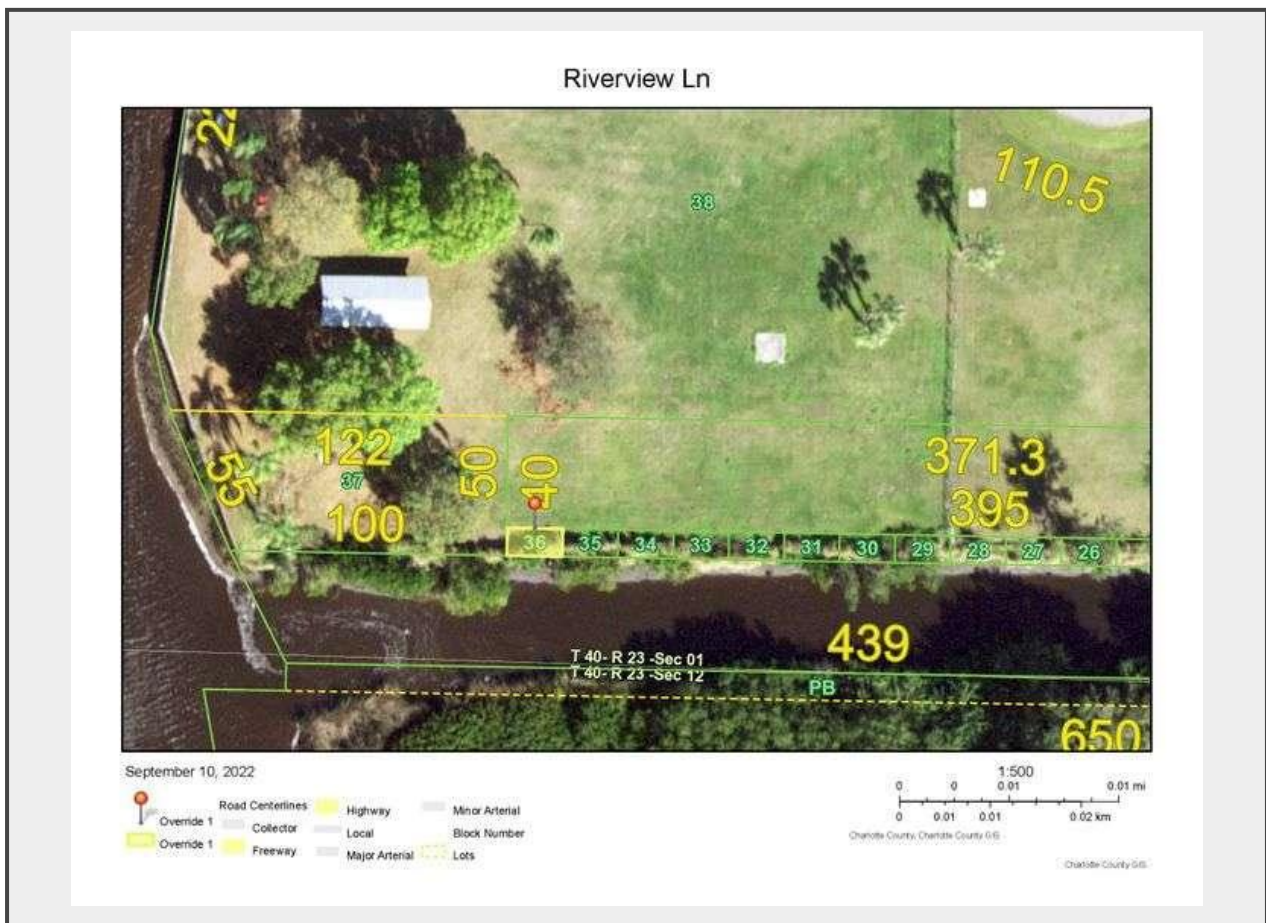 Riverview Ln
22
110.5
38
122
37
55
50
40
371.3
395
100
36 35 34 33 32 31 30 29 28 27 26
439
T 40- R 23 -Sec 01
T 40- R 23 -Sec 12
PB
650
September 10, 2022
Override 1
Override 1
Road Centerlines
Collector
Freeway
Highway
Local
Major Arterial
Minor Arterial
Block Number
Lots
1:500
0 0 0.01 0.01 mi
0 0.01 0.01 0.02 km
Charlotte County, Charlotte County GIS
Charlotte County GIS